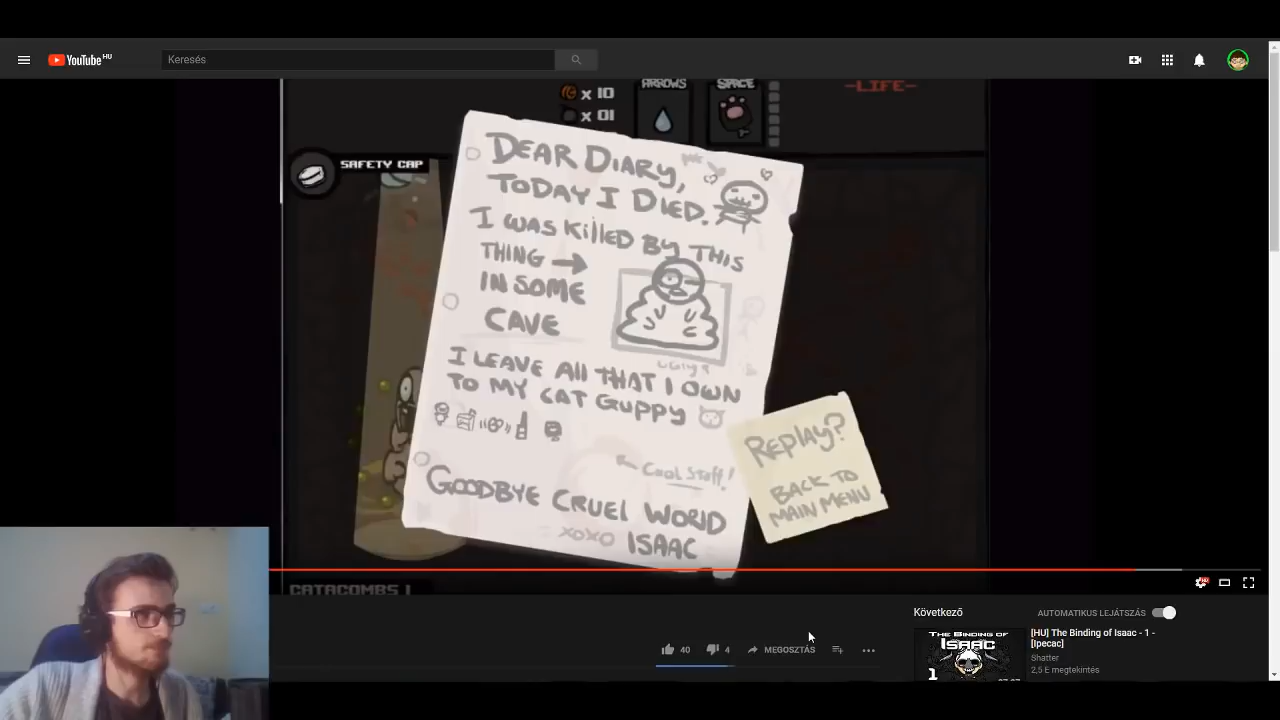 YouTube HU
Keresés
x 10
x 01
ARROWS
SPACE
-LIFE-
SAFETY CAP
DEAR DIARY,
TODAY I DIED.
I WAS KILLED BY THIS
THING →
IN SOME
CAVE
UGLY
I LEAVE ALL THAT I OWN
TO MY CAT GUPPY
COOL STUFF!
GOODBYE CRUEL WORLD
XOXO ISAAC
REPLAY?
BACK TO
MAIN MENU
CATACOMBS I
40
4
MEGOSZTÁS
Következő
AUTOMATIKUS LEJÁTSZÁS
THE BINDING OF
ISAAC
1
[HU] The Binding of Isaac - 1 -
[Ipecac]
Shatter
2,5 E megtekintés